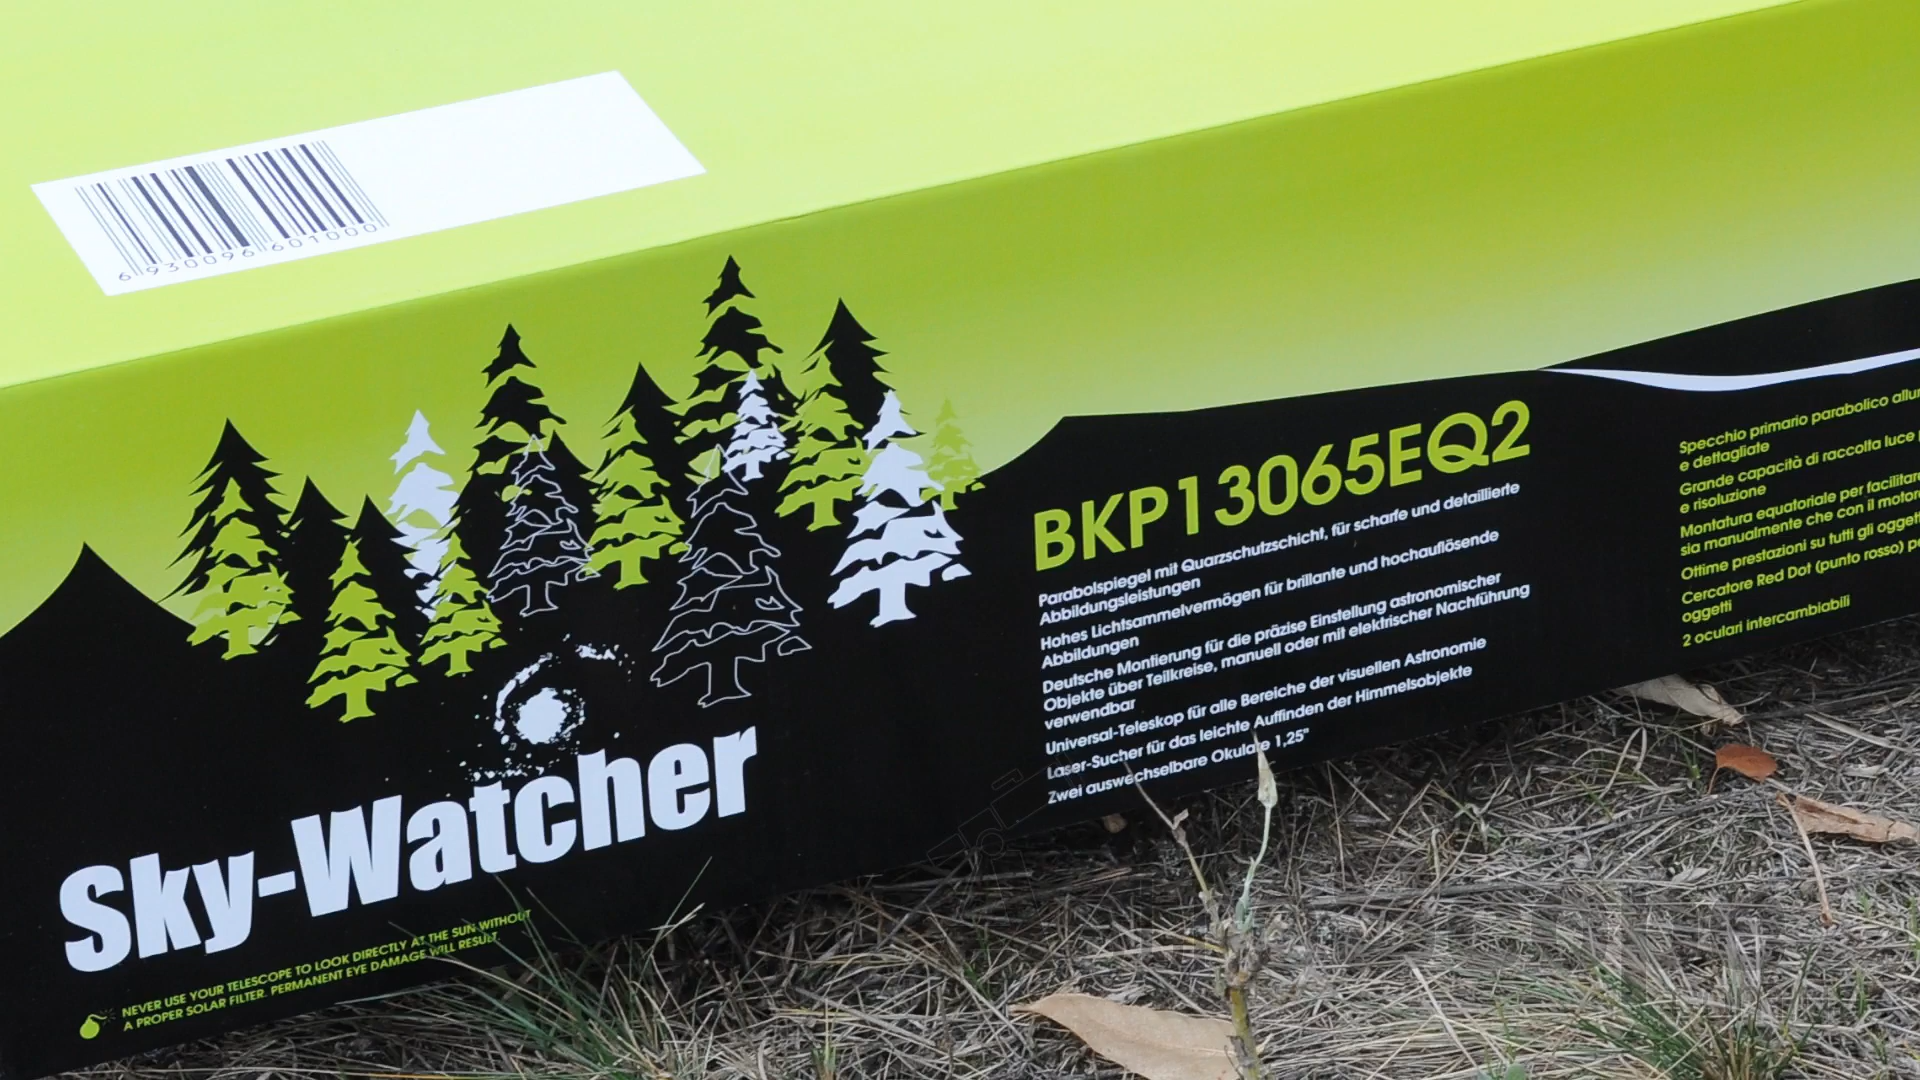 6 930096 601000
BKP13065EQ2
Parabolspiegel mit Quarzschutzschicht, für scharfe und detaillierte
Abbildungsleistungen
Hohes Lichtsammelvermögen für brillante und hochauflösende
Abbildungen
Deutsche Montierung für die präzise Einstellung astronomischer
Objekte über Teilkreise, manuell oder mit elektrischer Nachführung
verwendbar
Universal-Teleskop für alle Bereiche der visuellen Astronomie
Laser-Sucher für das leichte Auffinden der Himmelsobjekte
Zwei auswechselbare Okulare 1,25"
Specchio primario parabolico
e dettagliate
Grande capacità di raccolta luce
e risoluzione
Montatura equatoriale per facilitare
sia manualmente che con il
Ottime prestazioni su tutti gli
Cercatore Red Dot (punto rosso)
oggetti
2 oculari intercambiabili
Sky-Watcher
NEVER USE YOUR TELESCOPE TO LOOK DIRECTLY AT THE SUN WITHOUT
A PROPER SOLAR FILTER. PERMANENT EYE DAMAGE WILL RESULT.